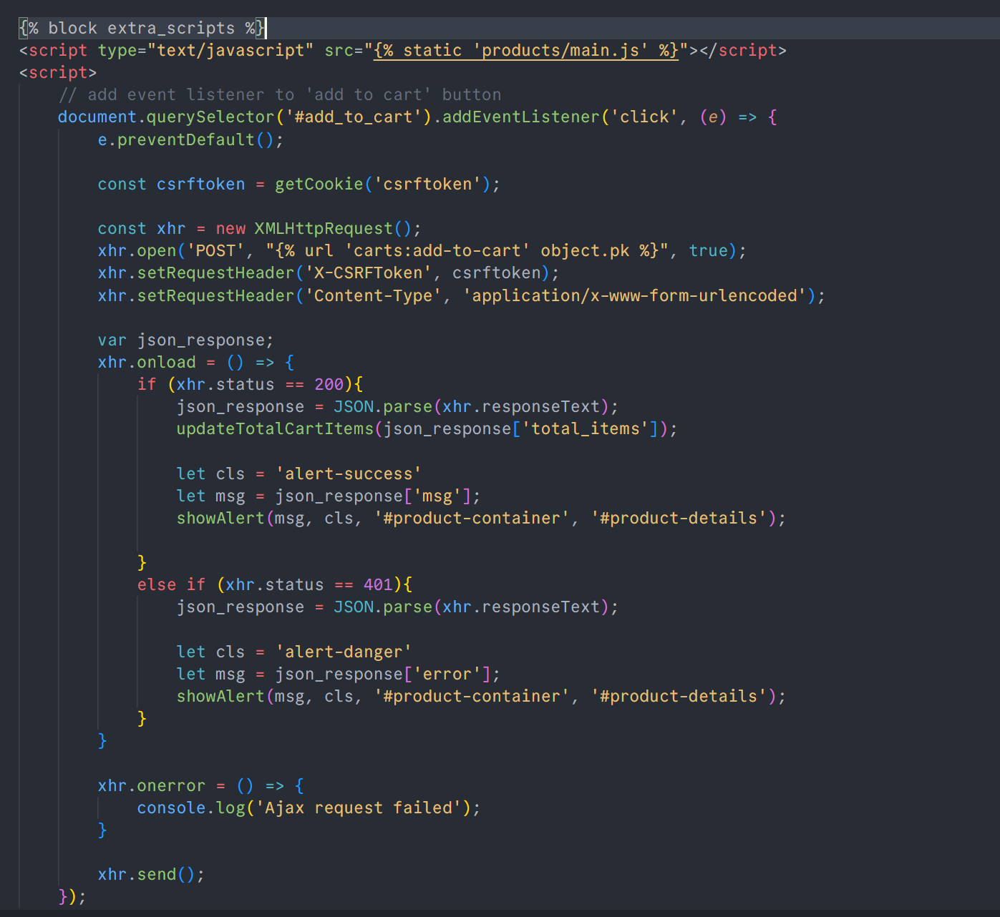 {% block extra_scripts %}
<script type="text/javascript" src="{% static 'products/main.js' %}"></script>
<script>
    // add event listener to 'add to cart' button
    document.querySelector('#add_to_cart').addEventListener('click', (e) => {
        e.preventDefault();

        const csrftoken = getCookie('csrftoken');

        const xhr = new XMLHttpRequest();
        xhr.open('POST', "{% url 'carts:add-to-cart' object.pk %}", true);
        xhr.setRequestHeader('X-CSRFToken', csrftoken);
        xhr.setRequestHeader('Content-Type', 'application/x-www-form-urlencoded');

        var json_response;
        xhr.onload = () => {
            if (xhr.status == 200){
                json_response = JSON.parse(xhr.responseText);
                updateTotalCartItems(json_response['total_items']);

                let cls = 'alert-success'
                let msg = json_response['msg'];
                showAlert(msg, cls, '#product-container', '#product-details');

            }
            else if (xhr.status == 401){
                json_response = JSON.parse(xhr.responseText);

                let cls = 'alert-danger'
                let msg = json_response['error'];
                showAlert(msg, cls, '#product-container', '#product-details');
            }
        }

        xhr.onerror = () => {
            console.log('Ajax request failed');
        }

        xhr.send();
    });